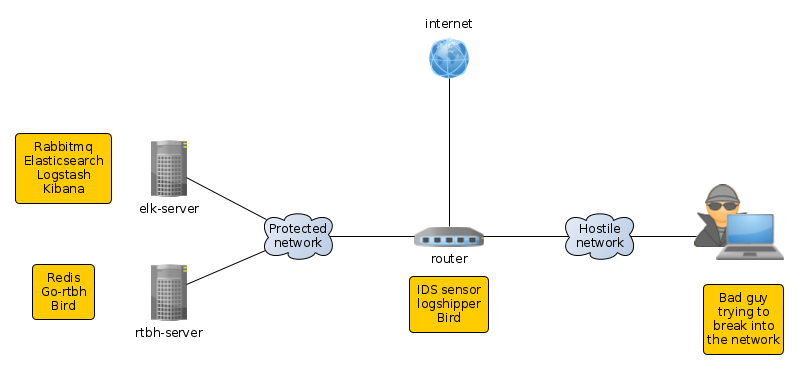 internet
Rabbitmq
Elasticsearch
Logstash
Kibana
elk-server
Protected
network
Hostile
network
router
Redis
Go-rtbh
Bird
rtbh-server
IDS sensor
logshipper
Bird
Bad guy
trying to
break into
the network